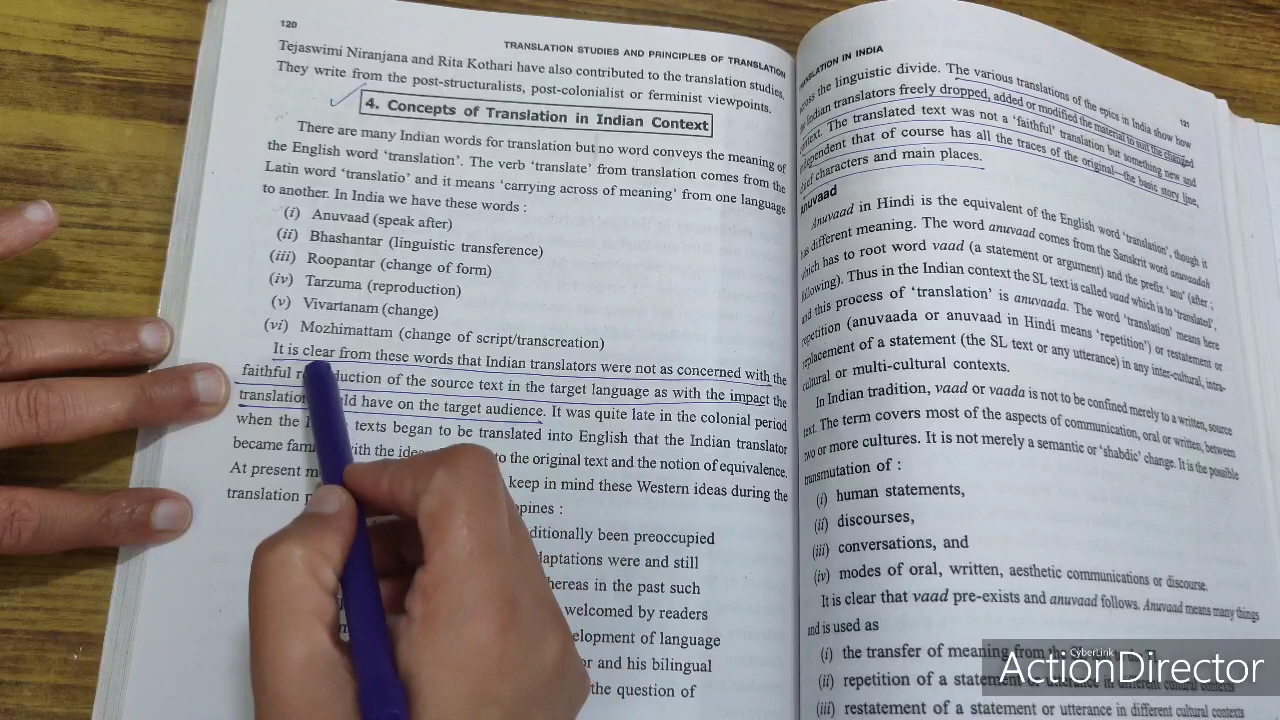 120
TRANSLATION STUDIES AND PRINCIPLES OF TRANSLATION
Tejaswimi Niranjana and Rita Kothari have also contributed to the translation studies.
They write from the post-structuralists, post-colonialist or ferminist viewpoints.
4. Concepts of Translation in Indian Context
There are many Indian words for translation but no word conveys the meaning of
the English word ‘translation’. The verb ‘translate’ from translation comes from the
Latin word ‘translatio’ and it means ‘carrying across of meaning’ from one language
to another. In India we have these words :
(i) Anuvaad (speak after)
(ii) Bhashantar (linguistic transference)
(iii) Roopantar (change of form)
(iv) Tarzuma (reproduction)
(v) Vivartanam (change)
(vi) Mozhimattam (change of script/transcreation)
It is clear from these words that Indian translators were not as concerned with the
faithful duction of the source text in the target language as with the impact the
translation ld have on the target audience. It was quite late in the colonial period
when the texts began to be translated into English that the Indian translator
became with the to the original text and the notion of equivalence.
At present keep in mind these Western ideas during the
translation
ditionally been preoccupied
daptations were and still
hereas in the past such
welcomed by readers
elopment of language
or and his bilingual
the question of
TRANSLATION IN INDIA
121
across the linguistic divide. The various translations of the epics in India show how
Indian translators freely dropped, added or modified the material to suit the changed
context. The translated text was not a ‘faithful’ translation but something new and
independent that of course has all the traces of the original—the basic story line,
chief characters and main places.
Anuvaad
Anuvaad in Hindi is the equivalent of the English word ‘translation’, though it
has different meaning. The word anuvaad comes from the Sanskrit word anuvaadah
which has to root word vaad (a statement or argument) and the prefix ‘anu’ (after ;
following). Thus in the Indian context the SL text is called vaad which is to ‘translated’,
and this process of ‘translation’ is anuvaada. The word ‘translation’ means here
repetition (anuvaada or anuvaad in Hindi means ‘repetition’) or restatement or
replacement of a statement (the SL text or any utterance) in any inter-cultural, intra-
cultural or multi-cultural contexts.
In Indian tradition, vaad or vaada is not to be confined merely to a written, source
text. The term covers most of the aspects of communication, oral or written, between
two or more cultures. It is not merely a semantic or ‘shabdic’ change. It is the possible
transmutation of :
(i) human statements,
(ii) discourses,
(iii) conversations, and
(iv) modes of oral, written, aesthetic communications or discourse.
It is clear that vaad pre-exists and anuvaad follows. Anuvaad means many things
and is used as
(i) the transfer of meaning from the
(ii) repetition of a statement or utterance in different cultural contexts
(iii) restatement of a statement or utterance in different cultural contexts
CyberLink
ActionDirector